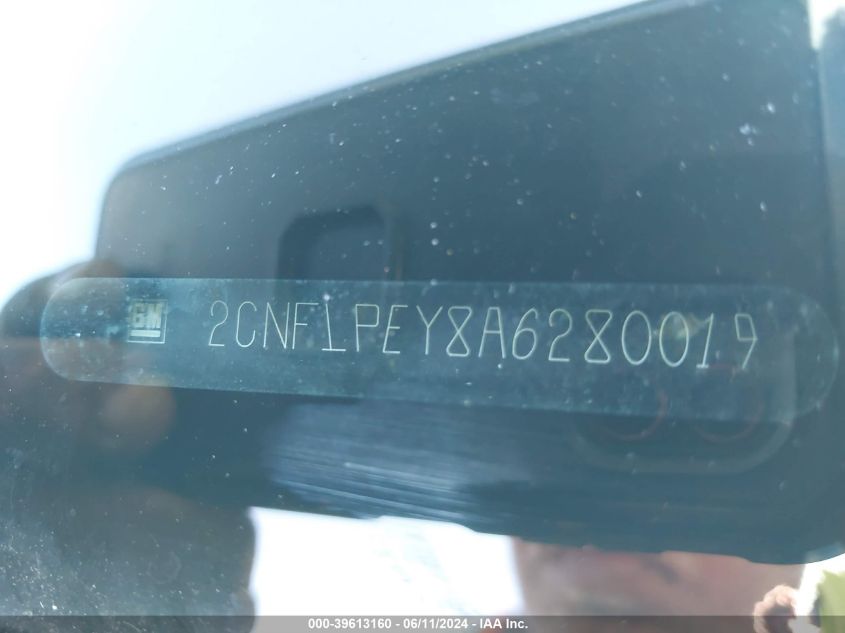 GM 2CNFLPEY8A6280019
000-39613160 - 06/11/2024 - IAA Inc.